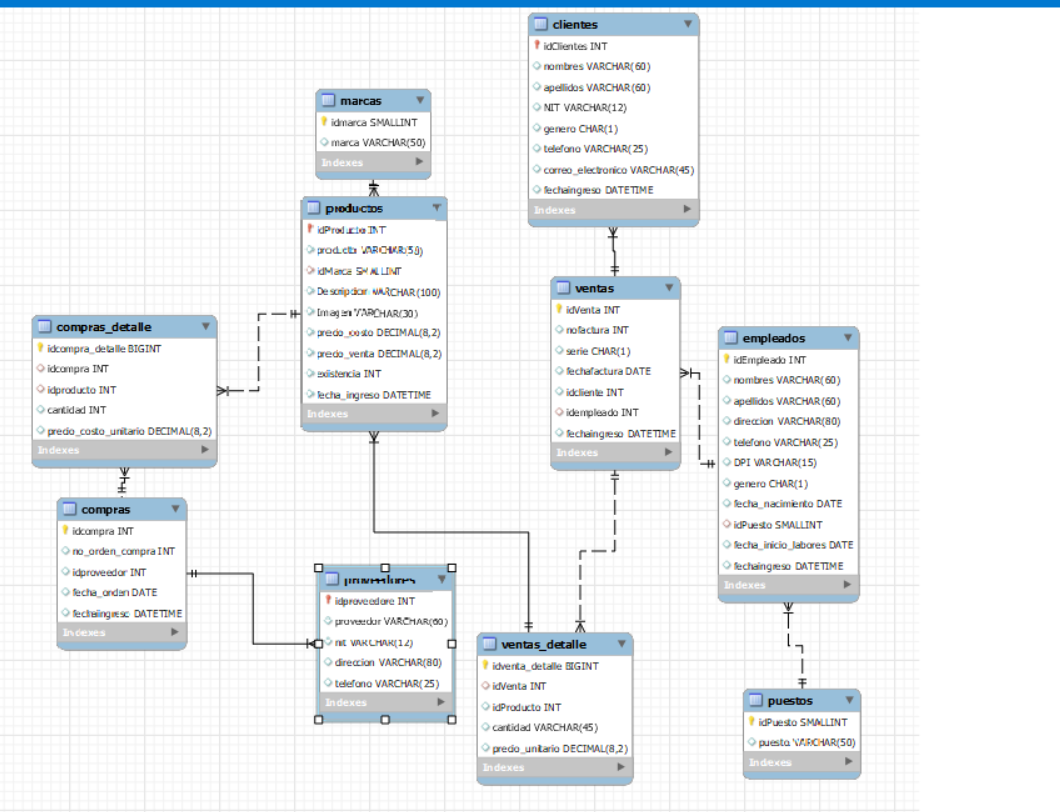 clientes
idClientes INT
nombres VARCHAR(60)
apellidos VARCHAR(60)
NIT VARCHAR(12)
genero CHAR(1)
telefono VARCHAR(25)
correo_electronico VARCHAR(45)
fechaingreso DATETIME
Indexes
marcas
idmarca SMALLINT
marca VARCHAR(50)
Indexes
productos
idProducto INT
producto VARCHAR(50)
idMarca SMALLINT
Descripcion VARCHAR(100)
Imagen VARCHAR(30)
precio_costo DECIMAL(8,2)
precio_venta DECIMAL(8,2)
existencia INT
fecha_ingreso DATETIME
Indexes
ventas
idVenta INT
nofactura INT
serie CHAR(1)
fechafactura DATE
idcliente INT
idempleado INT
fechaingreso DATETIME
Indexes
compras_detalle
idcompra_detalle BIGINT
idcompra INT
idproducto INT
cantidad INT
precio_costo_unitario DECIMAL(8,2)
Indexes
empleados
idEmpleado INT
nombres VARCHAR(60)
apellidos VARCHAR(60)
direccion VARCHAR(80)
telefono VARCHAR(25)
DPI VARCHAR(15)
genero CHAR(1)
fecha_nacimiento DATE
idPuesto SMALLINT
fecha_inicio_labores DATE
fechaingreso DATETIME
Indexes
compras
idcompra INT
no_orden_compra INT
idproveedor INT
fecha_orden DATE
fechaingreso DATETIME
Indexes
proveedores
idproveedore INT
proveedor VARCHAR(60)
nit VARCHAR(12)
direccion VARCHAR(80)
telefono VARCHAR(25)
Indexes
ventas_detalle
idventa_detalle BIGINT
idVenta INT
idProducto INT
cantidad VARCHAR(45)
precio_unitario DECIMAL(8,2)
Indexes
puestos
idPuesto SMALLINT
puesto VARCHAR(50)
Indexes